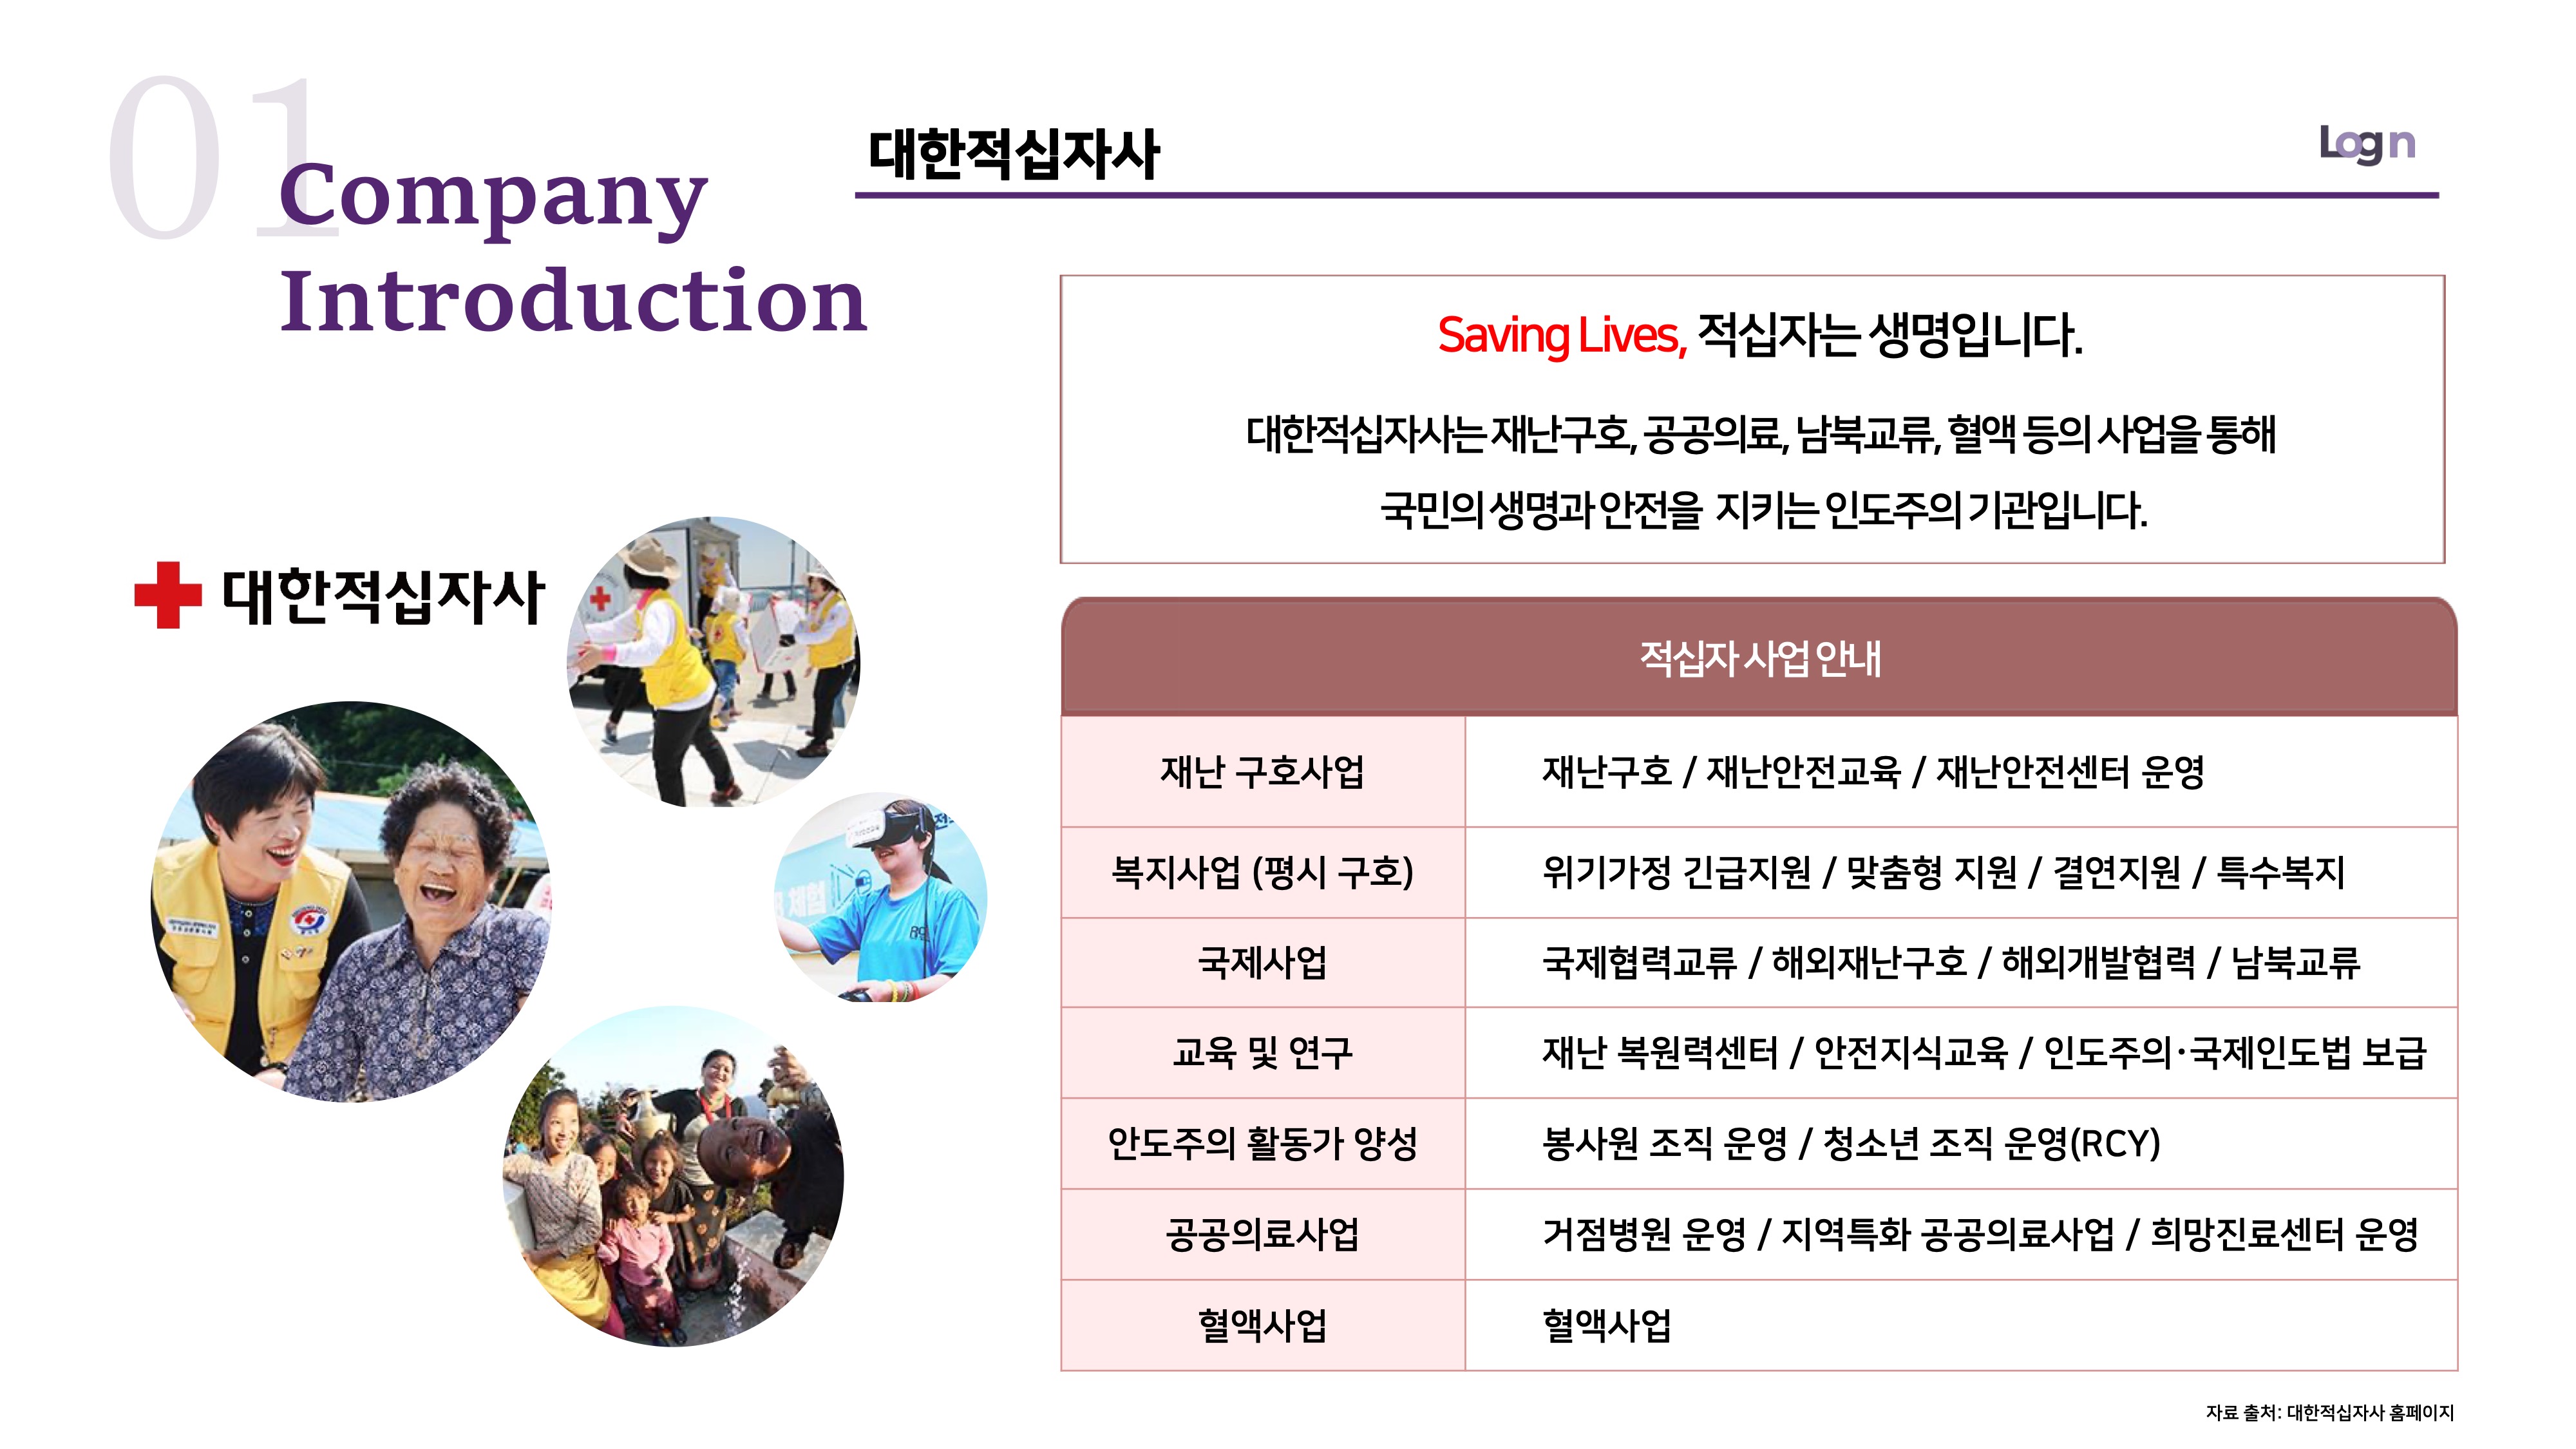 01
Company
Introduction
대한적십자사
Logn
Saving Lives, 적십자는 생명입니다.
대한적십자사는 재난구호, 공공의료, 남북교류, 혈액 등의 사업을 통해
국민의 생명과 안전을 지키는 인도주의 기관입니다.
대한적십자사
적십자 사업 안내
재난 구호사업
재난구호 / 재난안전교육 / 재난안전센터 운영
복지사업 (평시 구호)
위기가정 긴급지원 / 맞춤형 지원 / 결연지원 / 특수복지
국제사업
국제협력교류 / 해외재난구호 / 해외개발협력 / 남북교류
교육 및 연구
재난 복원력센터 / 안전지식교육 / 인도주의·국제인도법 보급
안도주의 활동가 양성
봉사원 조직 운영 / 청소년 조직 운영(RCY)
공공의료사업
거점병원 운영 / 지역특화 공공의료사업 / 희망진료센터 운영
혈액사업
혈액사업
체험
자료 출처: 대한적십자사 홈페이지